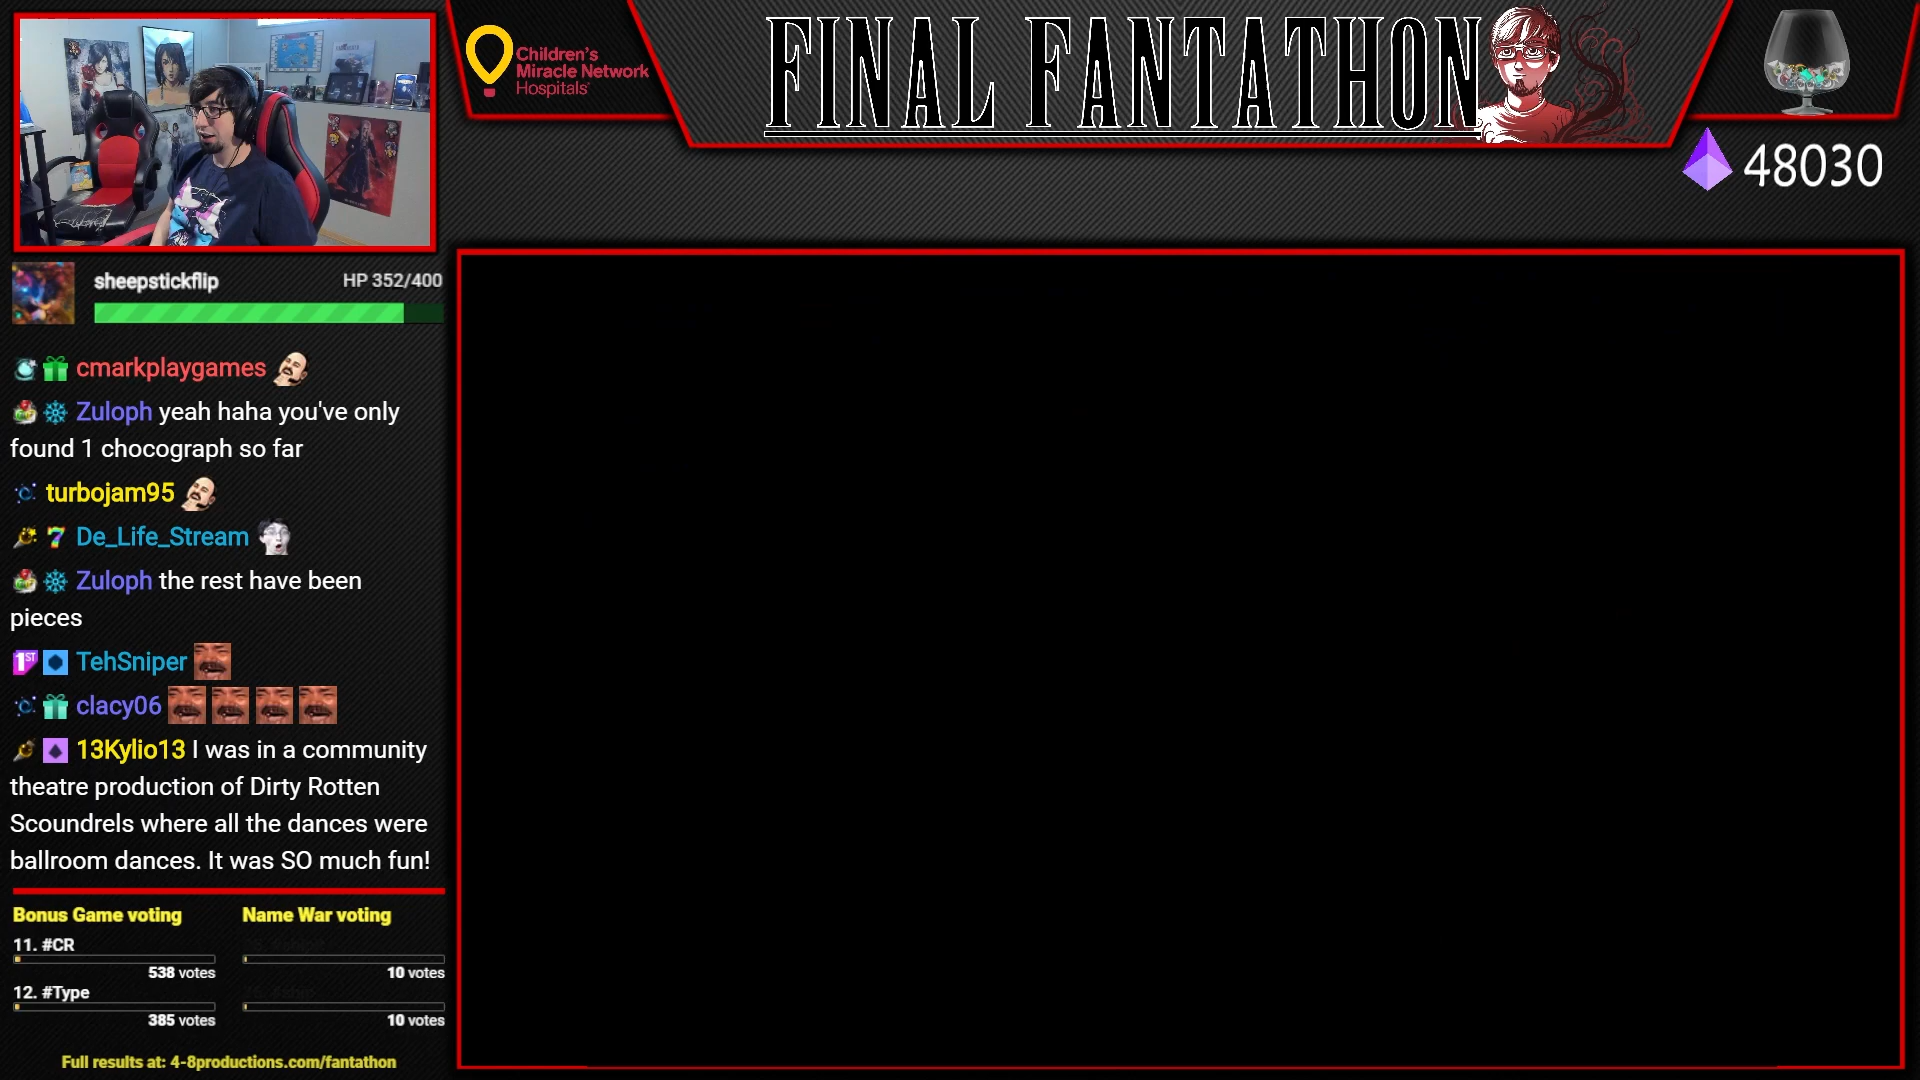 Children's
Miracle Network
Hospitals
FINAL FANTATHON
48030
sheepstickflip HP 352/400
cmarkplaygames
Zuloph yeah haha you've only
found 1 chocograph so far
turbojam95
7 De_Life_Stream
Zuloph the rest have been
pieces
1ST TehSniper
clacy06
13Kylio13 I was in a community
theatre production of Dirty Rotten
Scoundrels where all the dances were
ballroom dances. It was SO much fun!
Bonus Game voting
11. #CR
538 votes
12. #Type
385 votes
Name War voting
10 votes
10 votes
Full results at: 4-8productions.com/fantathon